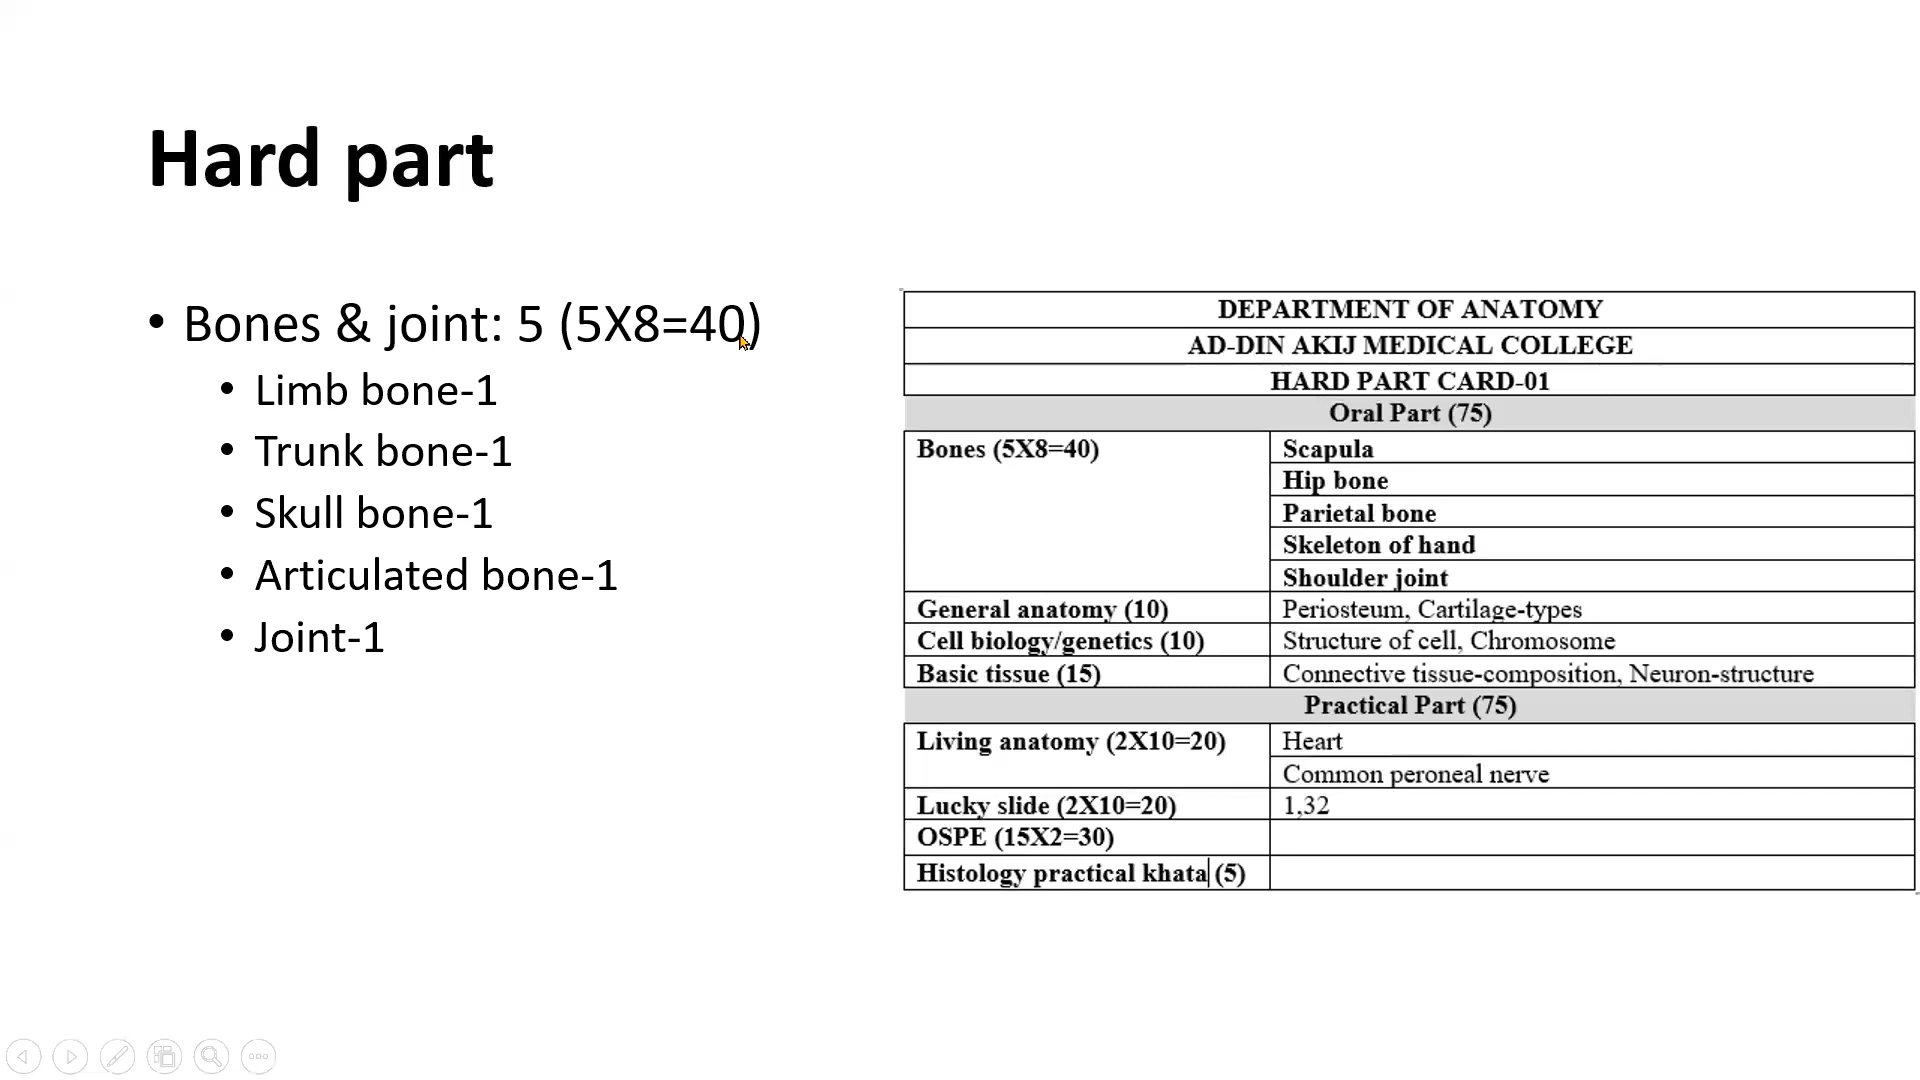 Hard part
• Bones & joint: 5 (5X8=40)
• Limb bone-1
• Trunk bone-1
• Skull bone-1
• Articulated bone-1
• Joint-1
DEPARTMENT OF ANATOMY
AD-DIN AKIJ MEDICAL COLLEGE
HARD PART CARD-01
Oral Part (75)
Bones (5X8=40) Scapula
Hip bone
Parietal bone
Skeleton of hand
Shoulder joint
General anatomy (10) Periosteum, Cartilage-types
Cell biology/genetics (10) Structure of cell, Chromosome
Basic tissue (15) Connective tissue-composition, Neuron-structure
Practical Part (75)
Living anatomy (2X10=20) Heart
Common peroneal nerve
Lucky slide (2X10=20) 1,32
OSPE (15X2=30)
Histology practical khata (5)